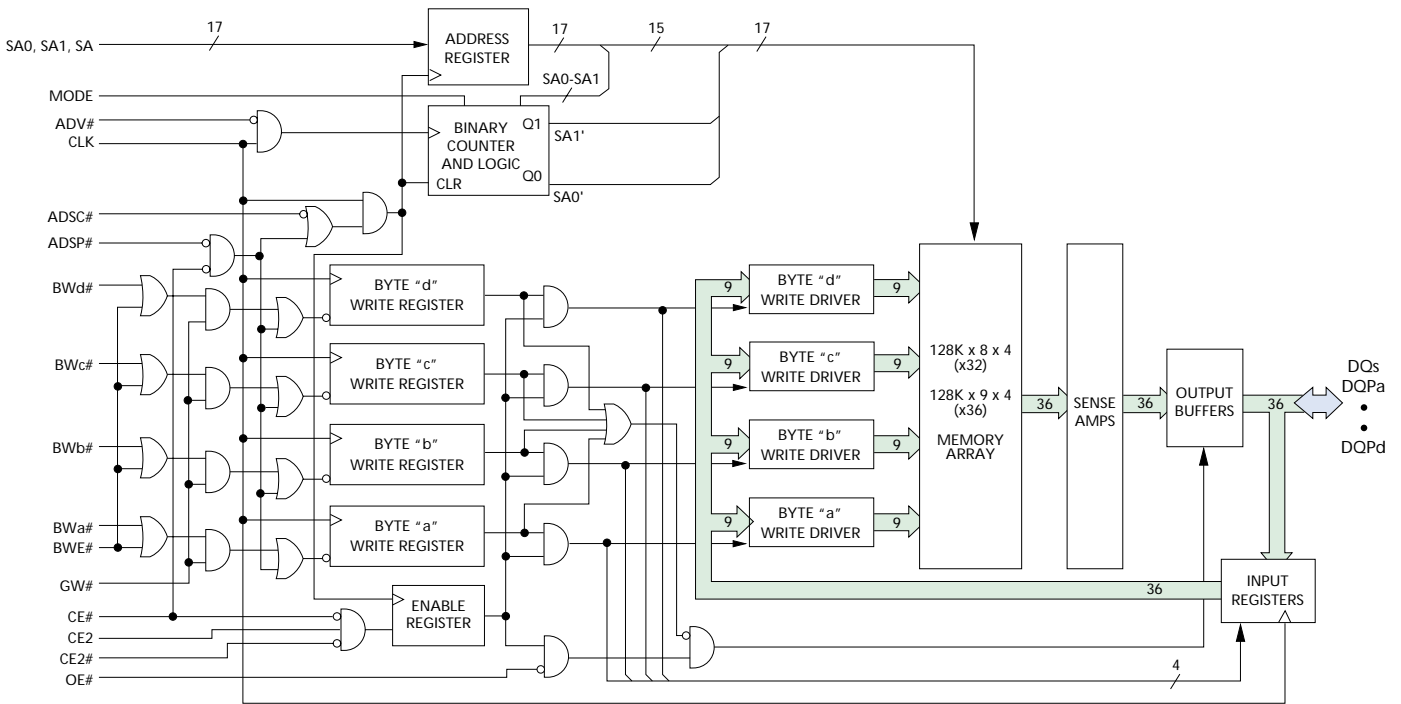 SA0, SA1, SA
17
ADDRESS
REGISTER
17
15
17
SA0-SA1
MODE
ADV#
CLK
BINARY
COUNTER
AND LOGIC
Q1
SA1'
Q0
SA0'
CLR
ADSC#
ADSP#
BWd#
BYTE “d”
WRITE REGISTER
9
BYTE “d”
WRITE DRIVER
9
BWc#
BYTE “c”
WRITE REGISTER
9
BYTE “c”
WRITE DRIVER
9
BWb#
BYTE “b”
WRITE REGISTER
9
BYTE “b”
WRITE DRIVER
9
BWa#
BWE#
BYTE “a”
WRITE REGISTER
9
BYTE “a”
WRITE DRIVER
9
128K x 8 x 4
(x32)
128K x 9 x 4
(x36)
MEMORY
ARRAY
36
SENSE
AMPS
36
OUTPUT
BUFFERS
36
DQs
DQPa
•
•
DQPd
GW#
CE#
CE2
CE2#
OE#
ENABLE
REGISTER
36
INPUT
REGISTERS
4